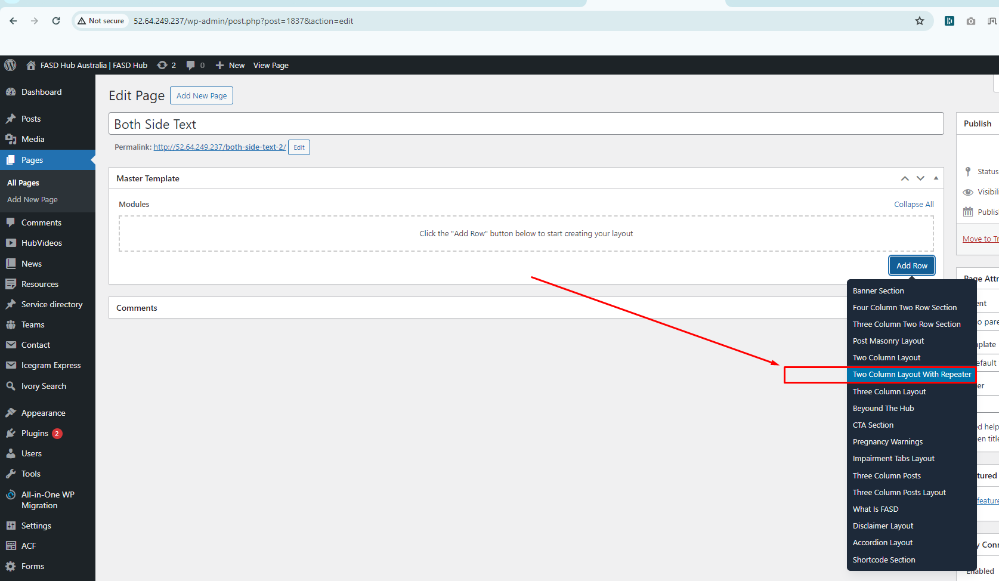 Not secure 52.64.249.237/wp-admin/post.php?post=1837&action=edit
FASD Hub Australia | FASD Hub 2 0 New View Page
Dashboard
Posts
Media
Pages
All Pages
Add New Page
Comments
HubVideos
News
Resources
Service directory
Teams
Contact
Icegram Express
Ivory Search
Appearance
Plugins 2
Users
Tools
All-in-One WP
Migration
Settings
ACF
Forms
Edit Page Add New Page
Both Side Text
Permalink: http://52.64.249.237/both-side-text-2/ Edit
Master Template
Modules Collapse All
Click the "Add Row" button below to start creating your layout
Add Row
Comments
Banner Section
Four Column Two Row Section
Three Column Two Row Section
Post Masonry Layout
Two Column Layout
Two Column Layout With Repeater
Three Column Layout
Beyound The Hub
CTA Section
Pregnancy Warnings
Impairment Tabs Layout
Three Column Posts
Three Column Posts Layout
What Is FASD
Disclaimer Layout
Accordion Layout
Shortcode Section
Publish
Status
Visibili
Publis
Move to Tr
Page Attr
ent
o pare
mplate
efault
er
d help
en title
tured
feature
y Conn
Enabled